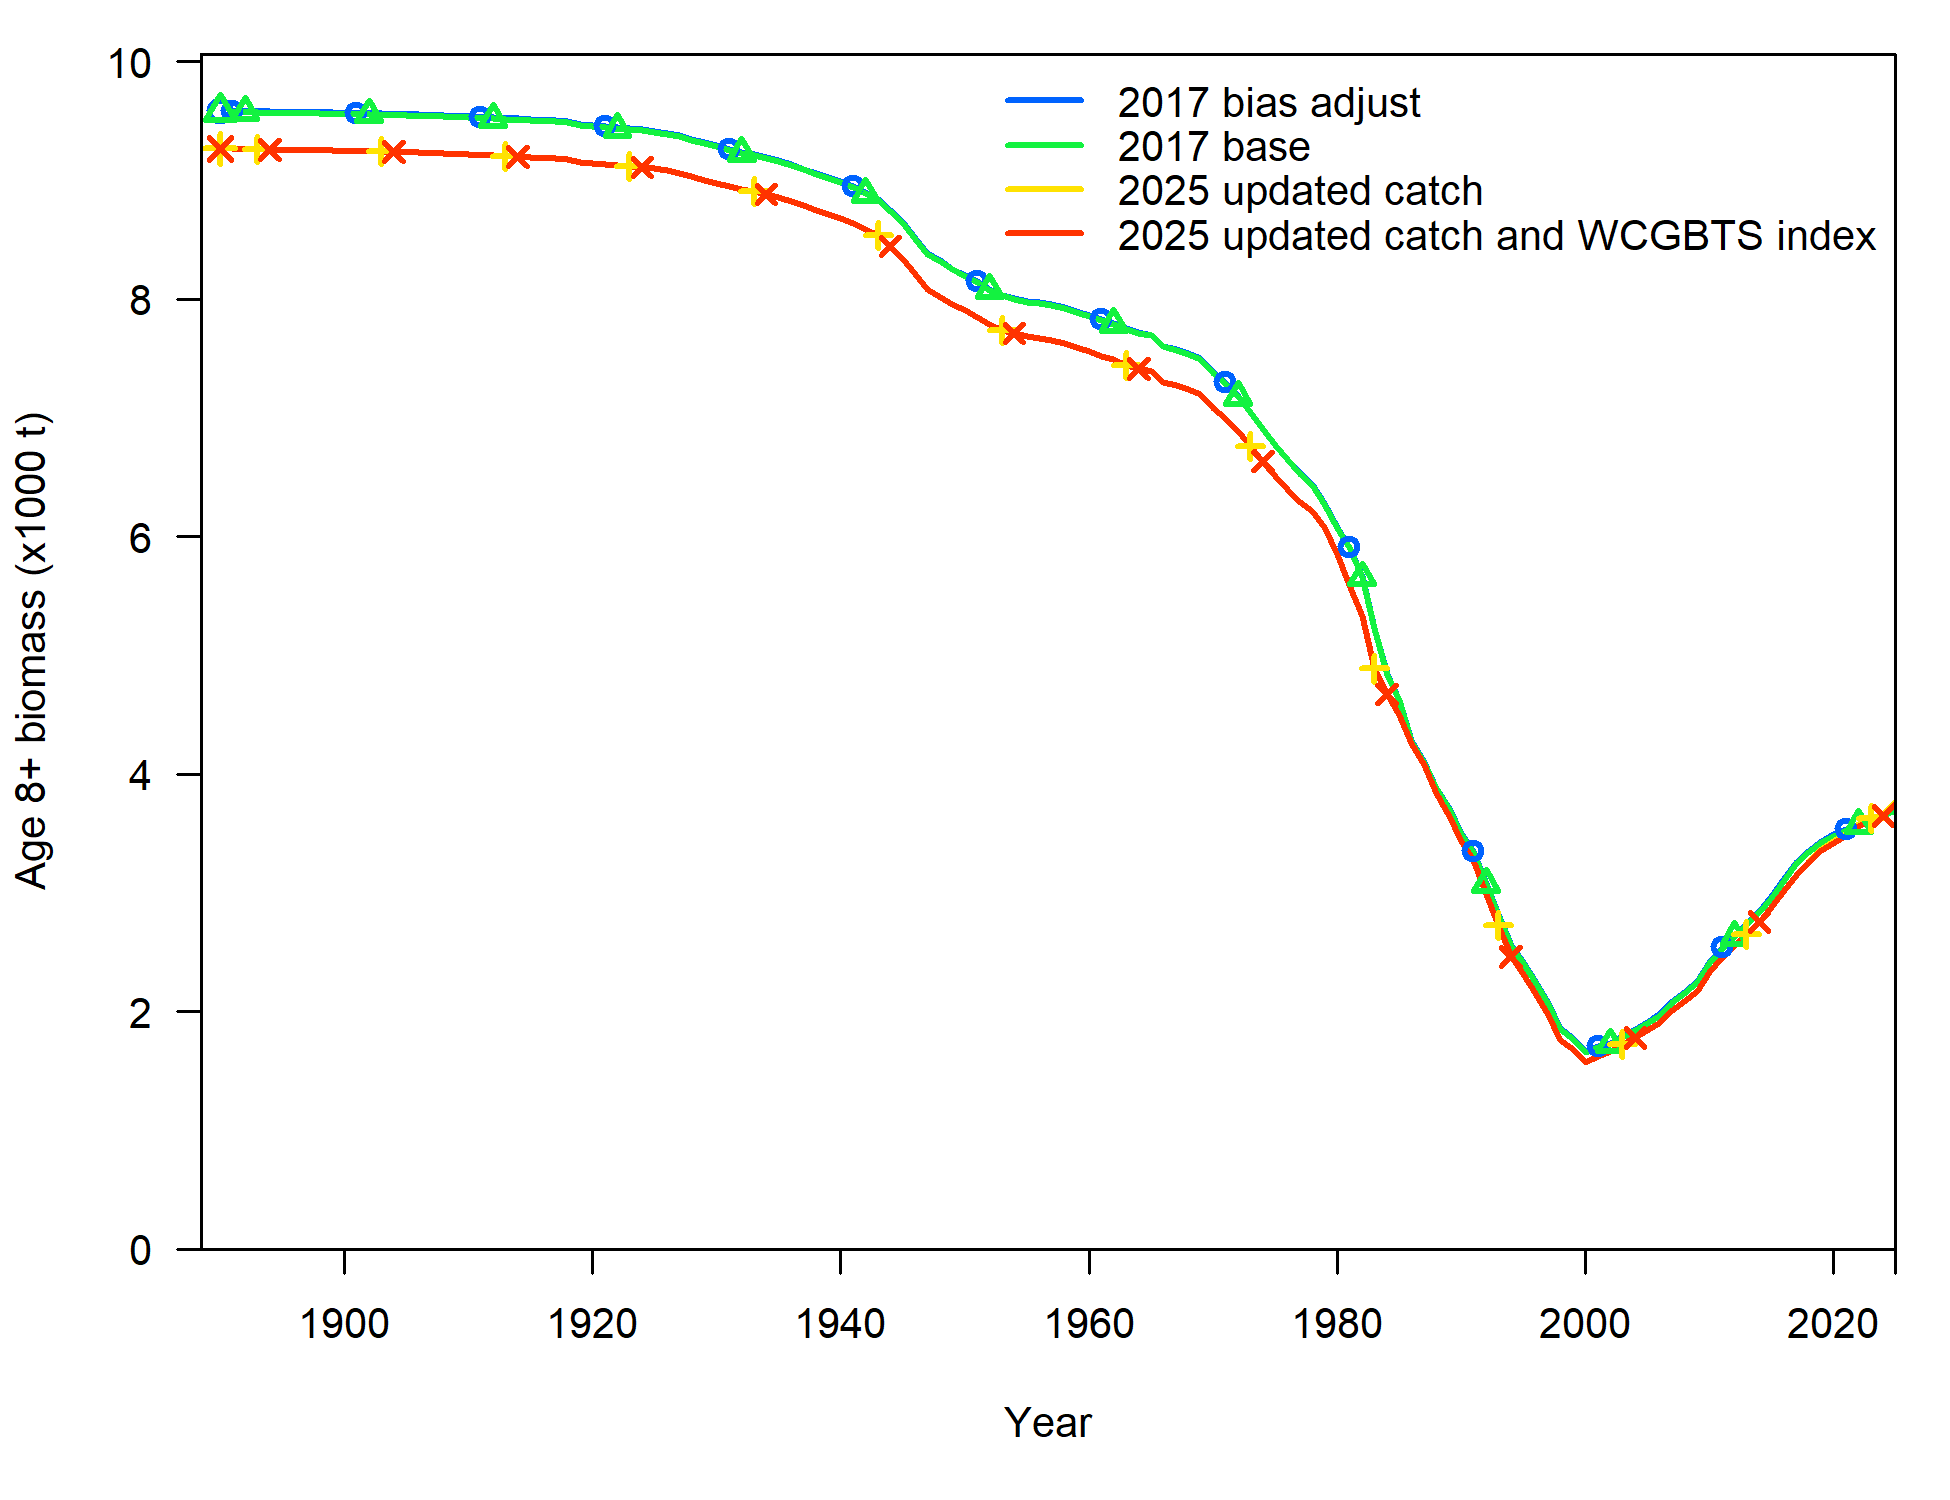 10
8
6
4
2
0
Age 8+ biomass (x1000 t)
2017 bias adjust
2017 base
2025 updated catch
2025 updated catch and WCGBTS index
1900 1920 1940 1960 1980 2000 2020
Year